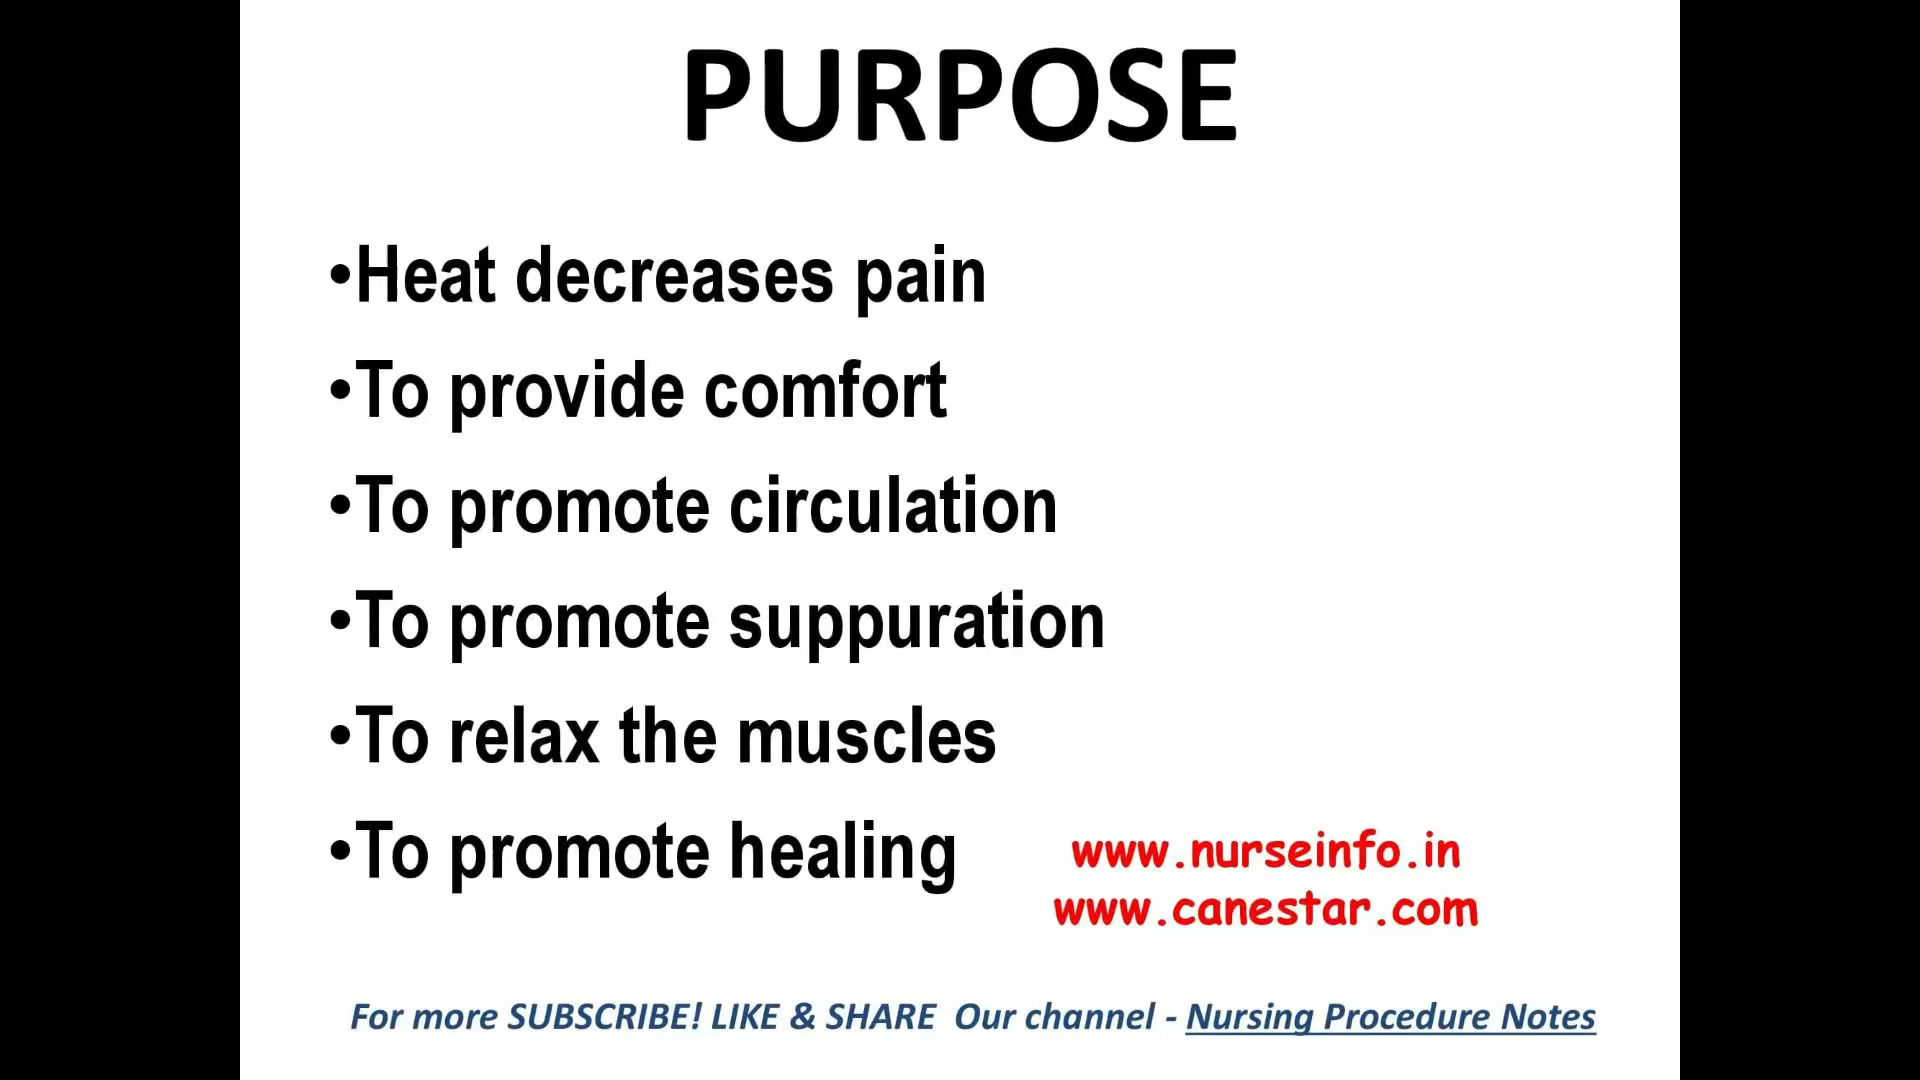 PURPOSE
•Heat decreases pain
•To provide comfort
•To promote circulation
•To promote suppuration
•To relax the muscles
•To promote healing
www.nurseinfo.in
www.canestar.com
For more SUBSCRIBE! LIKE & SHARE  Our channel - Nursing Procedure Notes